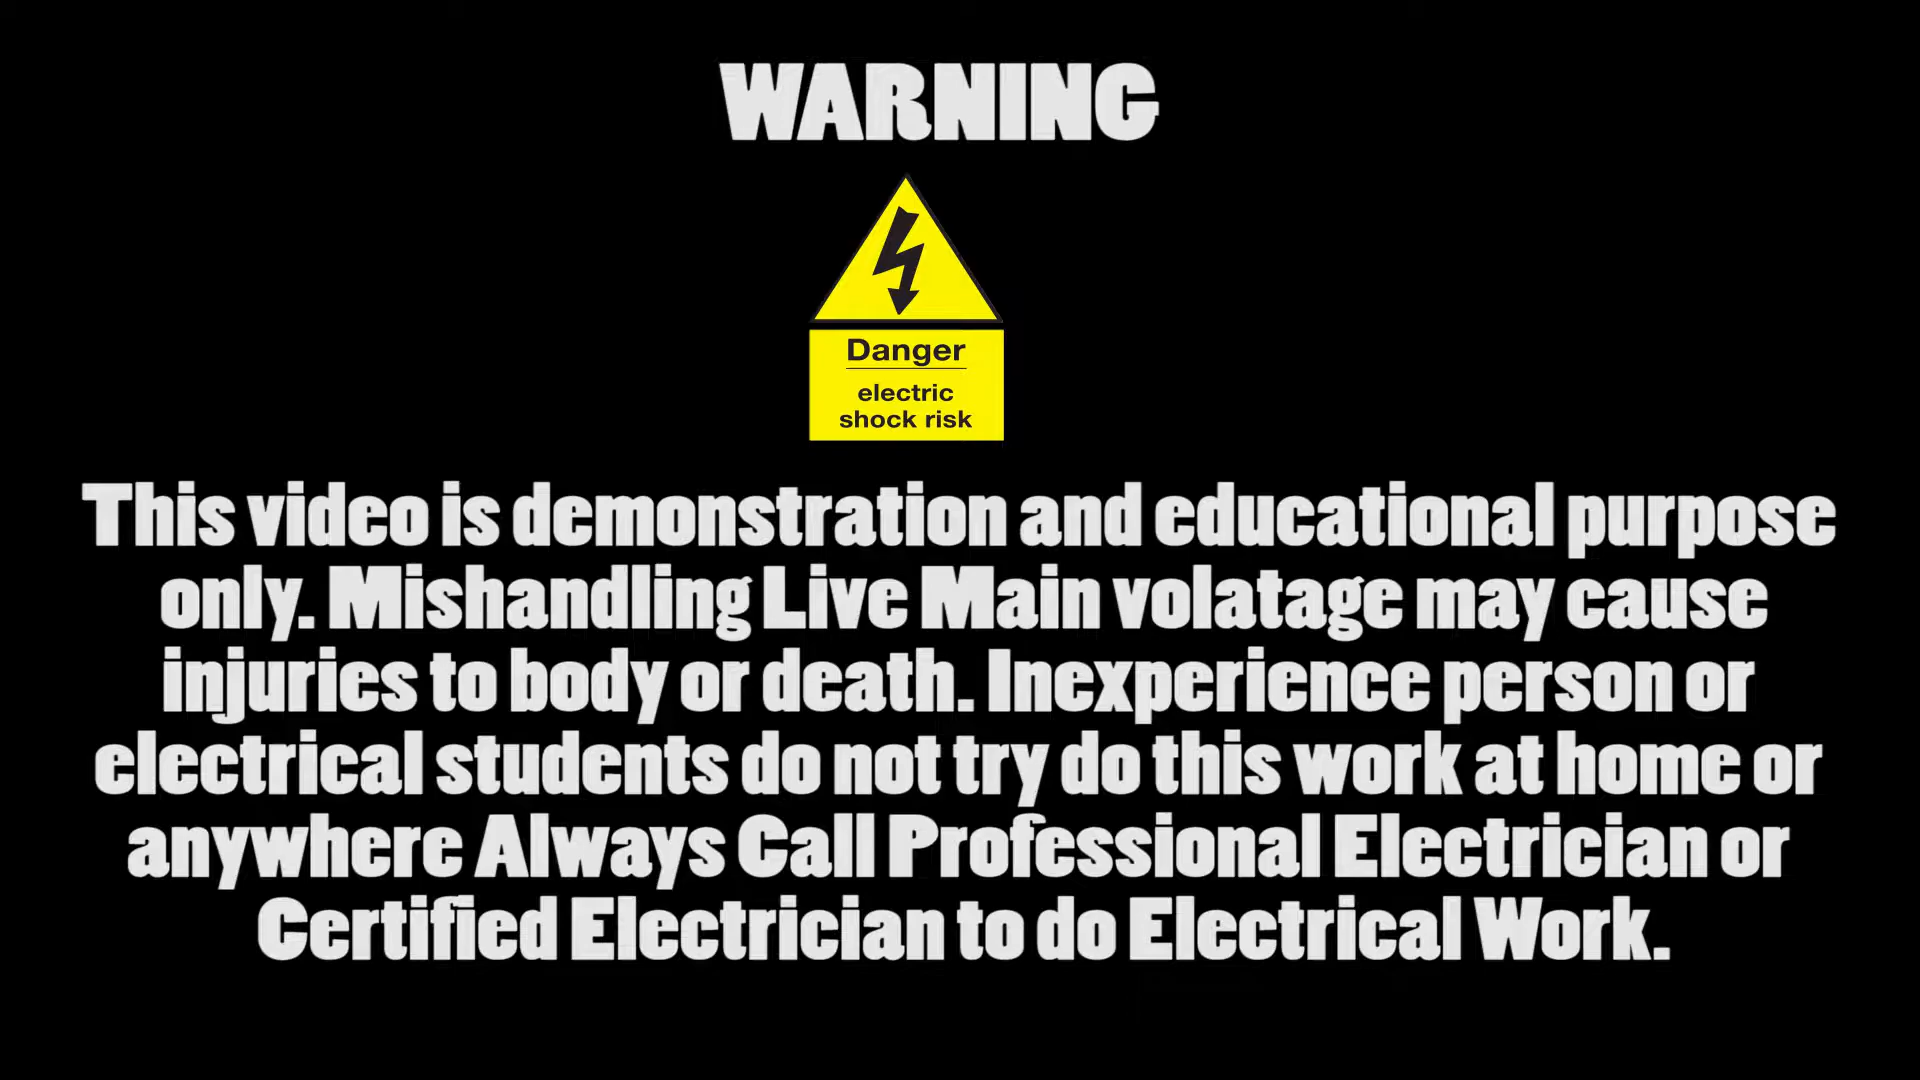 WARNING
Danger
electric
shock risk
This video is demonstration and educational purpose
only. Mishandling Live Main volatage may cause
injuries to body or death. Inexperience person or
electrical students do not try do this work at home or
anywhere Always Call Professional Electrician or
Certified Electrician to do Electrical Work.